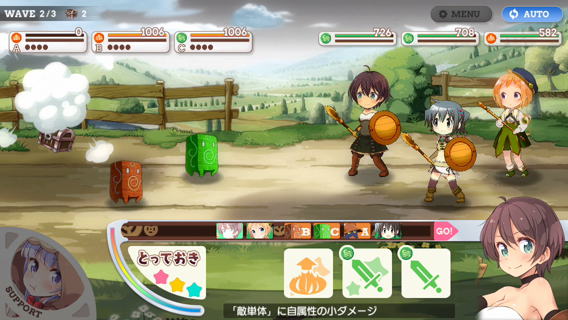 WAVE 2/3 2
MENU
AUTO
0
1006
1006
A
B
C
726
708
582
B
C
A
GO!
とっておき
SUPPORT
「敵単体」に自属性の小ダメージ